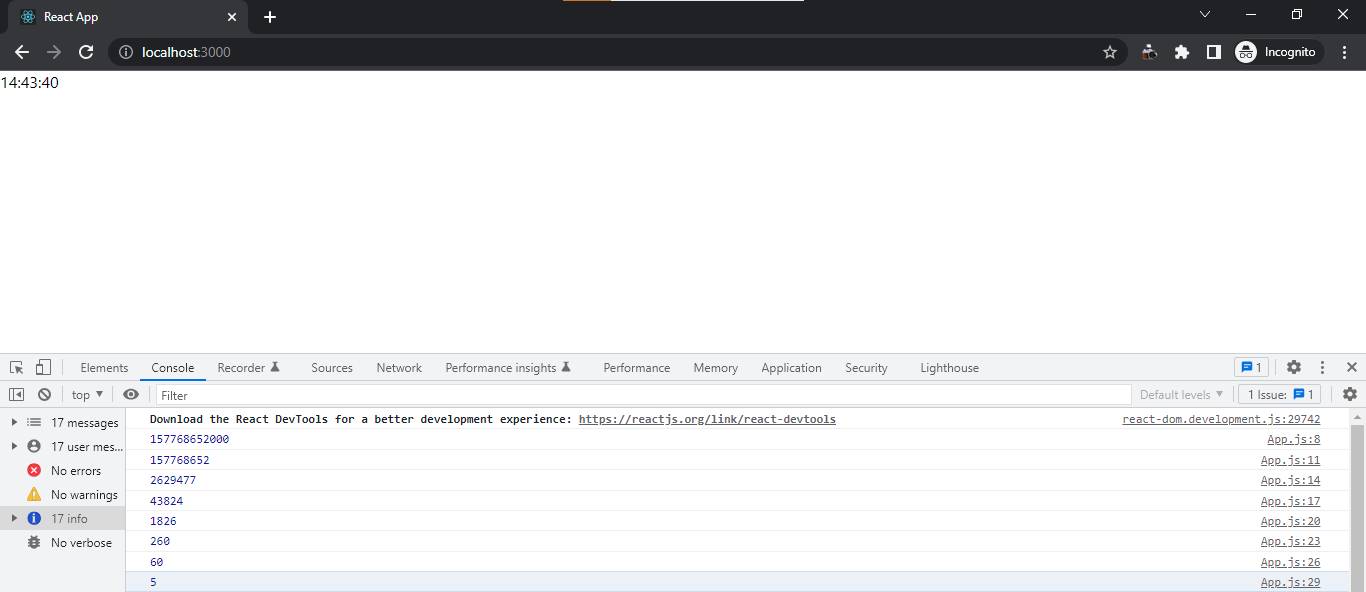 React App
localhost:3000
Incognito
14:43:40
Elements Console Recorder Sources Network Performance insights Performance Memory Application Security Lighthouse 1
top Filter Default levels 1 Issue: 1
17 messages
17 user mes...
No errors
No warnings
17 info
No verbose
Download the React DevTools for a better development experience: https://reactjs.org/link/react-devtools react-dom.development.js:29742
157768652000 App.js:8
157768652 App.js:11
2629477 App.js:14
43824 App.js:17
1826 App.js:20
260 App.js:23
60 App.js:26
5 App.js:29